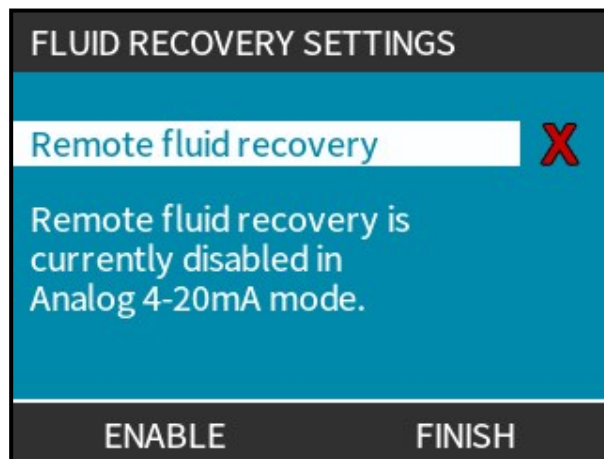 FLUID RECOVERY SETTINGS
Remote fluid recovery X
Remote fluid recovery is
currently disabled in
Analog 4-20mA mode.
ENABLE FINISH